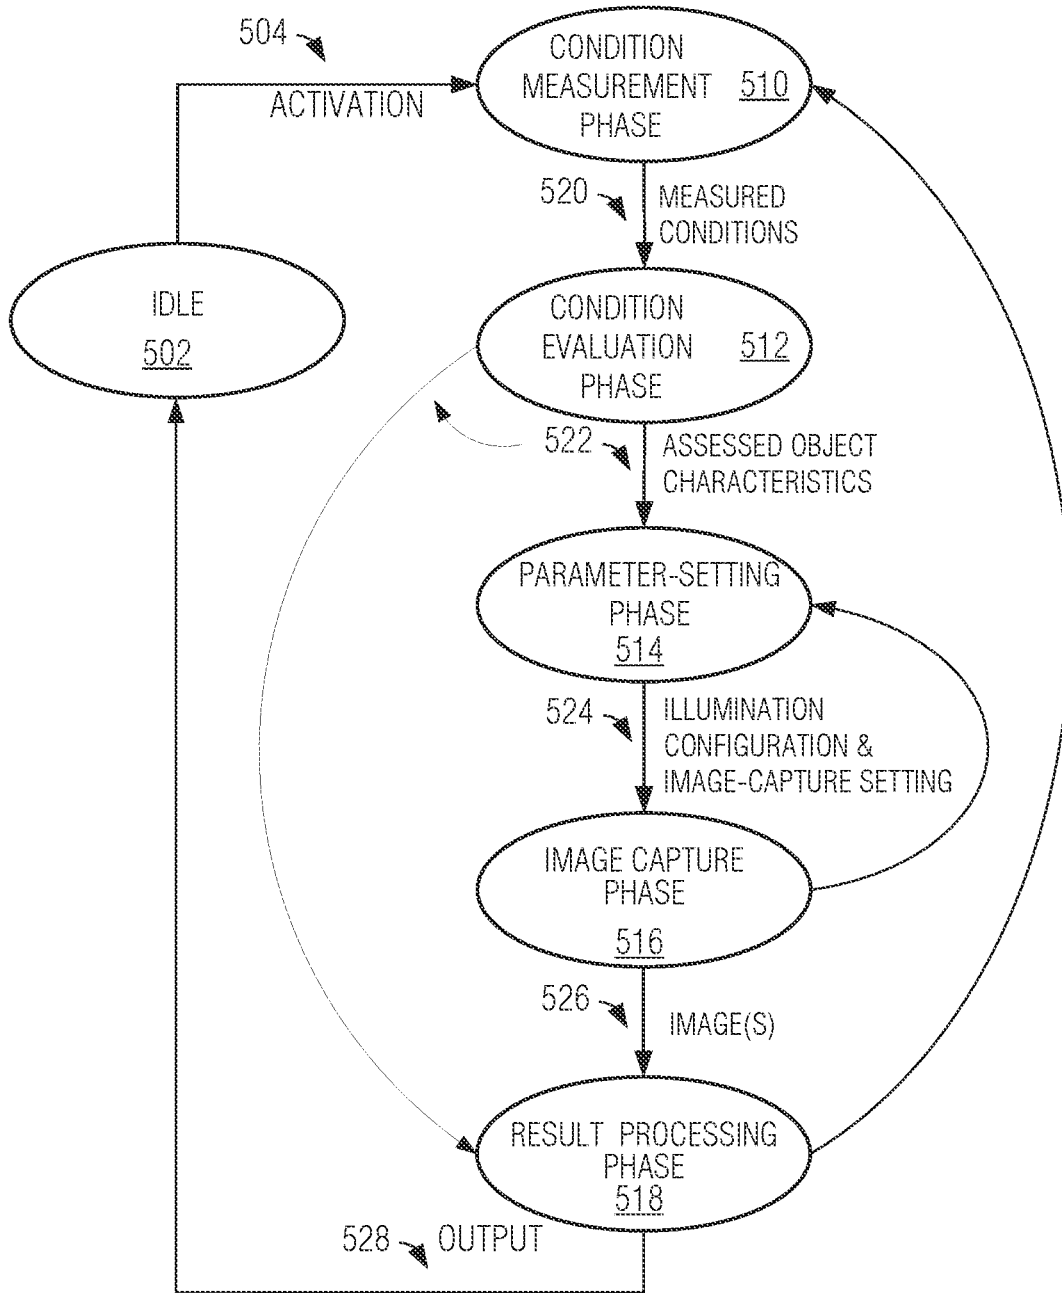 504
ACTIVATION
CONDITION
MEASUREMENT 510
PHASE
520
MEASURED
CONDITIONS
IDLE
502
CONDITION
EVALUATION 512
PHASE
522
ASSESSED OBJECT
CHARACTERISTICS
PARAMETER-SETTING
PHASE
514
524
ILLUMINATION
CONFIGURATION &
IMAGE-CAPTURE SETTING
IMAGE CAPTURE
PHASE
516
526
IMAGE(S)
RESULT PROCESSING
PHASE
518
528 OUTPUT